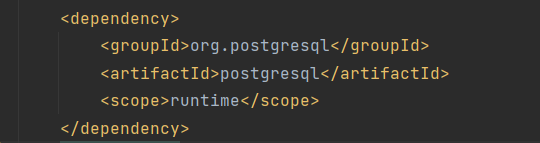 <dependency>
<groupId>org.postgresql</groupId>
<artifactId>postgresql</artifactId>
<scope>runtime</scope>
</dependency>